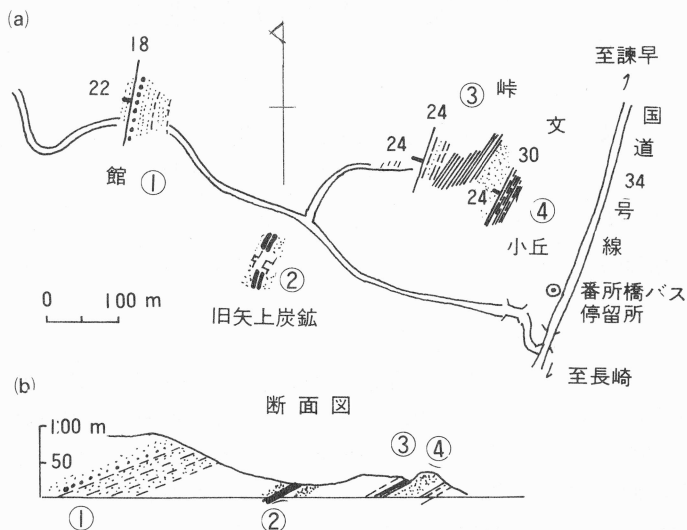 (a)
18
22
館
①
24
24
③
峠
文
30
24
④
小丘
至諫早
国道34号線
②
旧矢上炭鉱
0 100 m
番所橋バス
停留所
至長崎
(b)
断面図
100 m
50
①
②
③
④